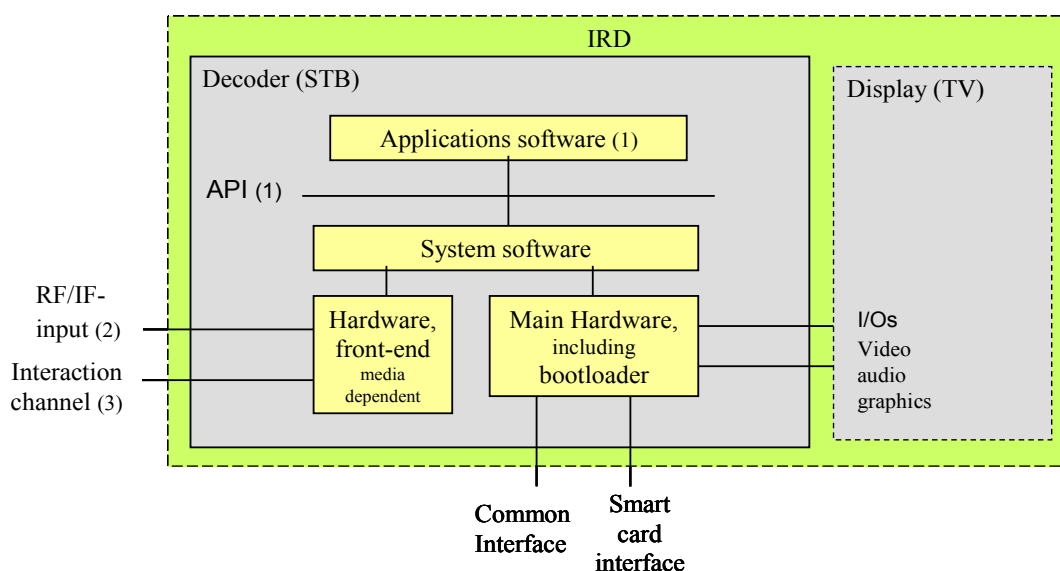 IRD
Decoder (STB)
Display (TV)
Applications software (1)
API (1)
System software
RF/IF-
input (2)
Interaction
channel (3)
Hardware,
front-end
media
dependent
Main Hardware,
including
bootloader
I/Os
Video
audio
graphics
Common
Interface
Smart
card
interface